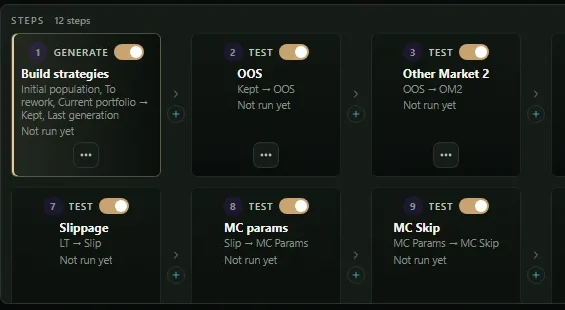 STEPS 12 steps
1 GENERATE
Build strategies
Initial population, To
rework, Current portfolio →
Kept, Last generation
Not run yet
•••
2 TEST
OOS
Kept → OOS
Not run yet
•••
3 TEST
Other Market 2
OOS → OM2
Not run yet
•••
7 TEST
Slippage
LT → Slip
Not run yet
8 TEST
MC params
Slip → MC Params
Not run yet
9 TEST
MC Skip
MC Params → MC Skip
Not run yet